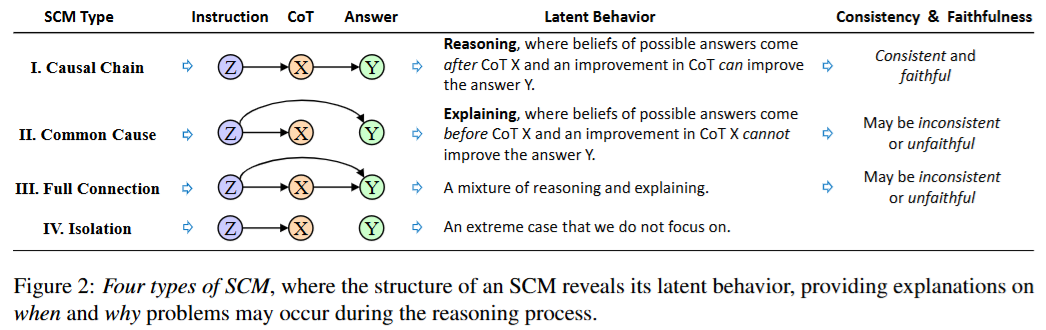 SCM Type Instruction CoT Answer Latent Behavior Consistency & Faithfulness
I. Causal Chain ⇨ Z X Y ⇨ Reasoning, where beliefs of possible answers come
after CoT X and an improvement in CoT can improve
the answer Y. ⇨ Consistent and
faithful
II. Common Cause ⇨ Z X Y ⇨ Explaining, where beliefs of possible answers come
before CoT X and an improvement in CoT X cannot
improve the answer Y. ⇨ May be inconsistent
or unfaithful
III. Full Connection ⇨ Z X Y ⇨ A mixture of reasoning and explaining. ⇨ May be inconsistent
or unfaithful
IV. Isolation ⇨ Z X Y ⇨ An extreme case that we do not focus on.
Figure 2: Four types of SCM, where the structure of an SCM reveals its latent behavior, providing explanations on
when and why problems may occur during the reasoning process.